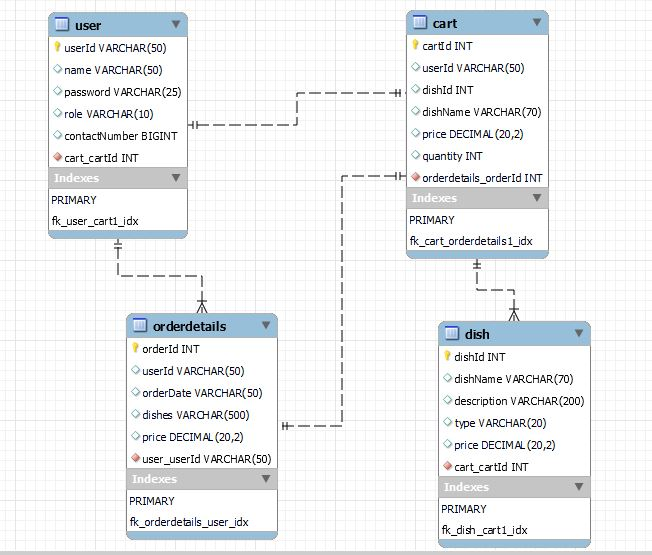 user
userId VARCHAR(50)
name VARCHAR(50)
password VARCHAR(25)
role VARCHAR(10)
contactNumber BIGINT
cart_cartId INT
Indexes
PRIMARY
fk_user_cart1_idx
cart
cartId INT
userId VARCHAR(50)
dishId INT
dishName VARCHAR(70)
price DECIMAL(20,2)
quantity INT
orderdetails_orderId INT
Indexes
PRIMARY
fk_cart_orderdetails1_idx
orderdetails
orderId INT
userId VARCHAR(50)
orderDate VARCHAR(50)
dishes VARCHAR(500)
price DECIMAL(20,2)
user_userId VARCHAR(50)
Indexes
PRIMARY
fk_orderdetails_user_idx
dish
dishId INT
dishName VARCHAR(70)
description VARCHAR(200)
type VARCHAR(20)
price DECIMAL(20,2)
cart_cartId INT
Indexes
PRIMARY
fk_dish_cart1_idx